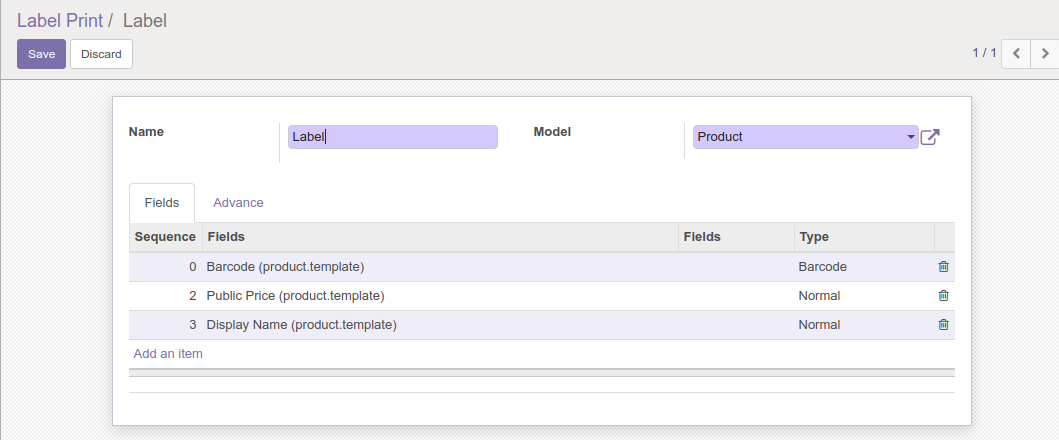 Label Print / Label
Save Discard 1 / 1
Name Label Model Product
Fields Advance
Sequence Fields Fields Type
0 Barcode (product.template) Barcode
2 Public Price (product.template) Normal
3 Display Name (product.template) Normal
Add an item